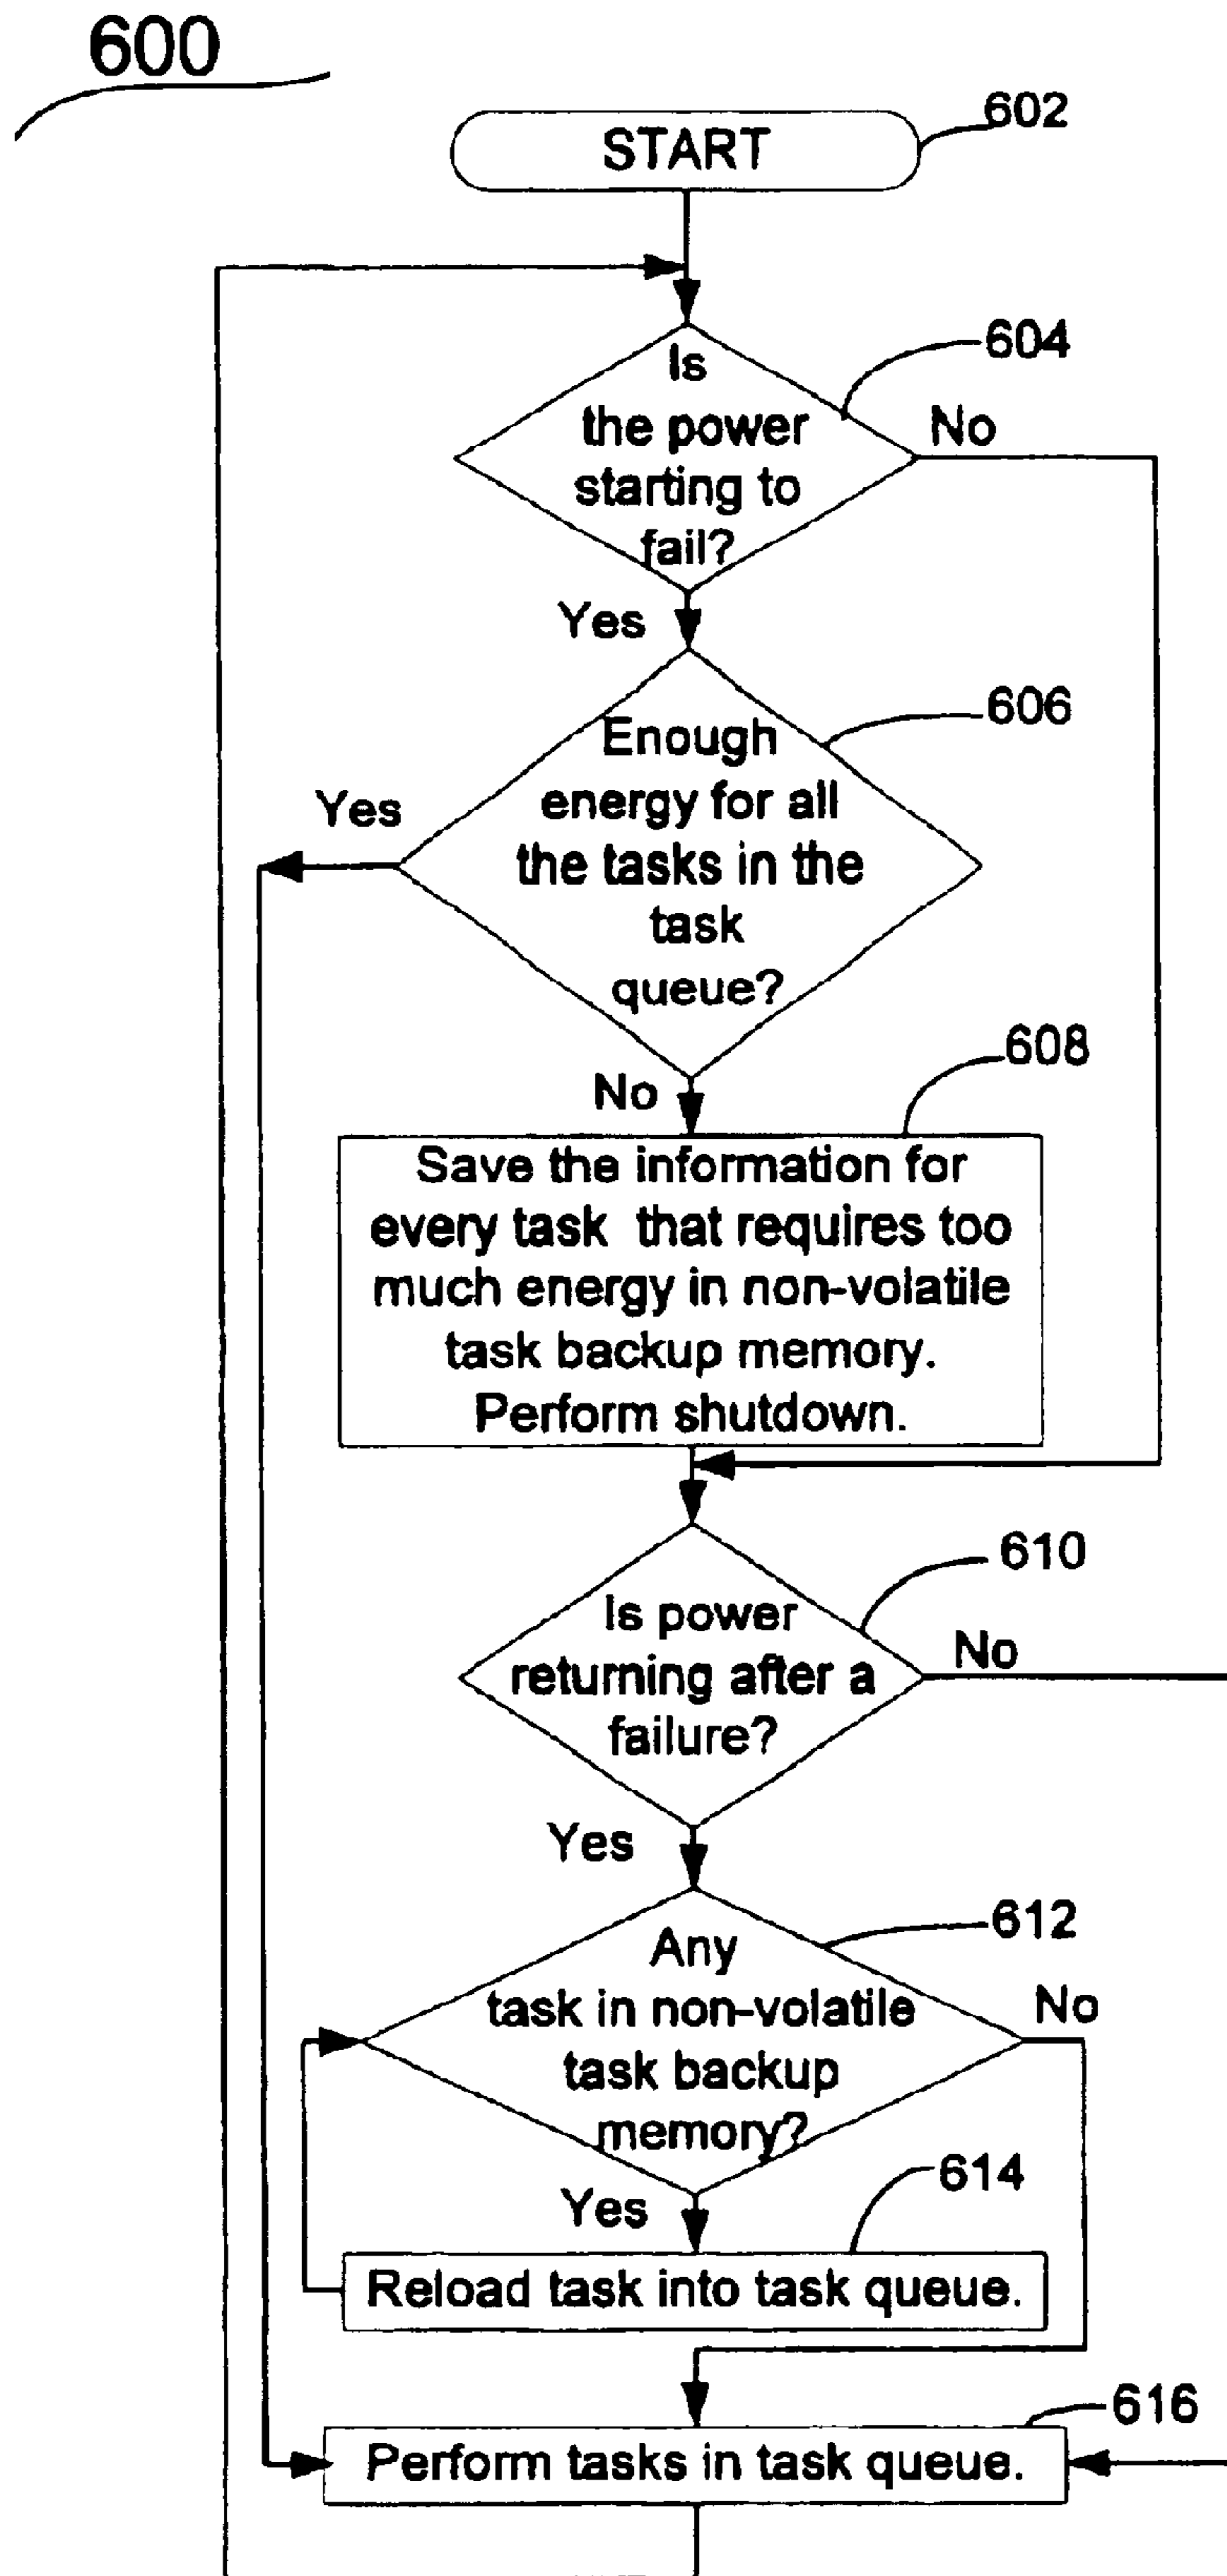 600
START
602
Is
the power
starting to
fail?
604
No
Yes
Enough
energy for all
the tasks in the
task
queue?
606
Yes
No
608
Save the information for
every task that requires too
much energy in non-volatile
task backup memory.
Perform shutdown.
Is power
returning after a
failure?
610
No
Yes
Any
task in non-volatile
task backup
memory?
612
No
Yes
614
Reload task into task queue.
616
Perform tasks in task queue.